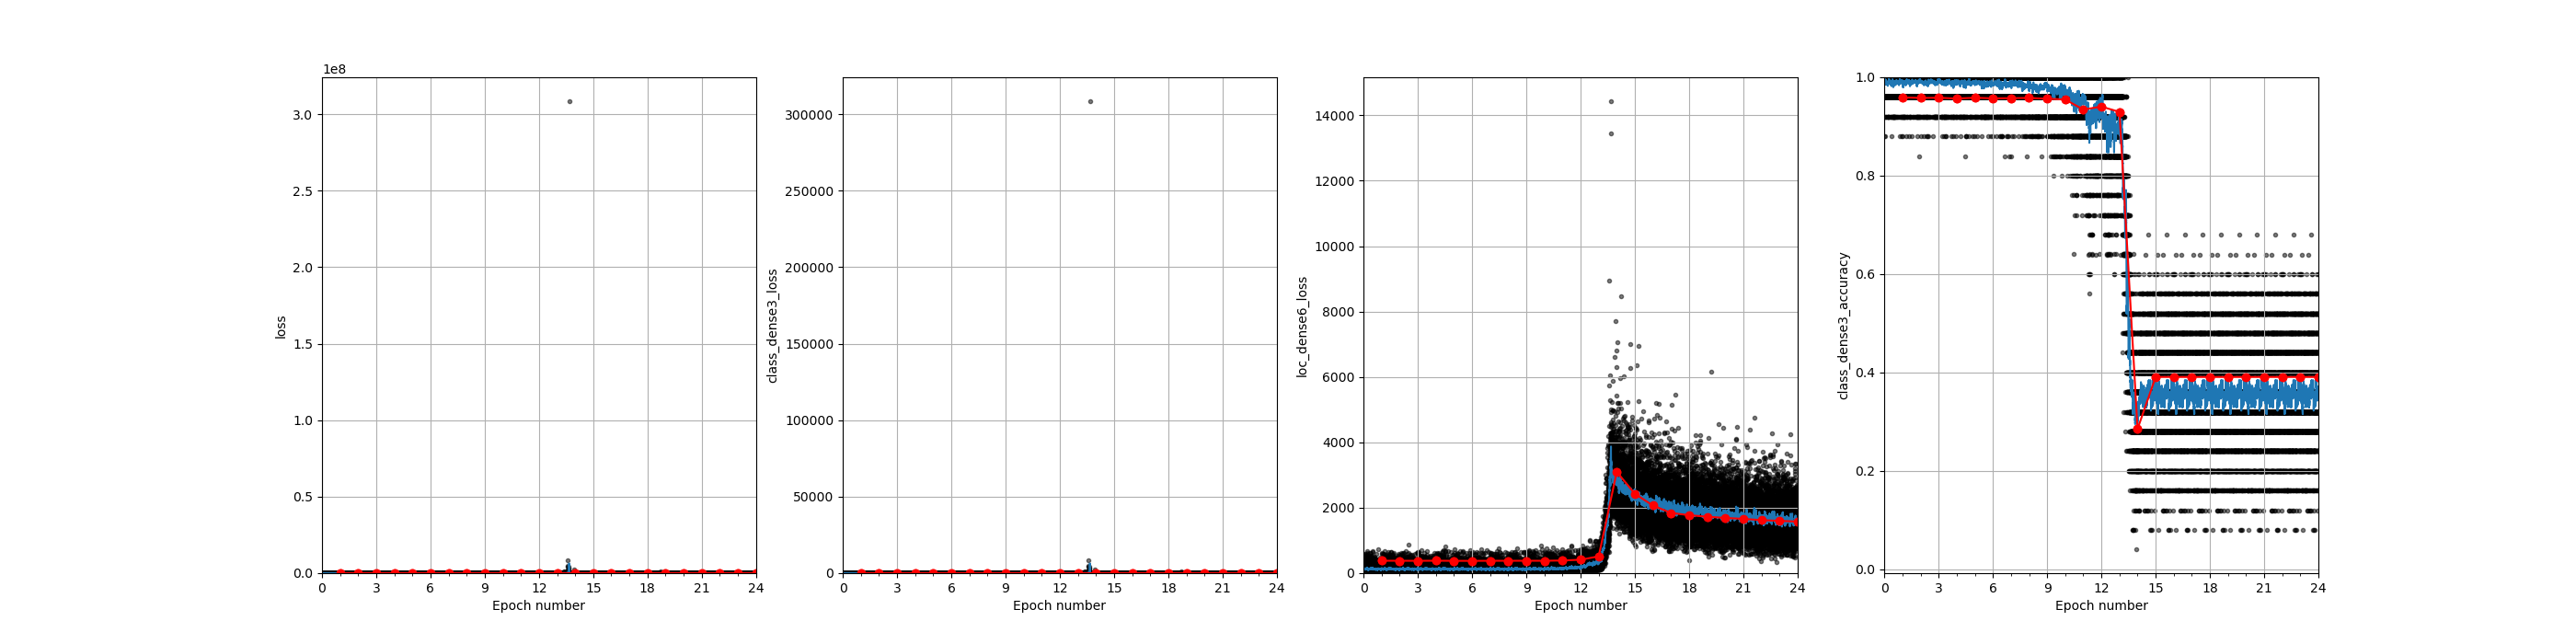 1e8
3.0
2.5
2.0
1.5
1.0
0.5
0.0
loss
0 3 6 9 12 15 18 21 24
Epoch number
300000
250000
200000
150000
100000
50000
0
class_dense3_loss
0 3 6 9 12 15 18 21 24
Epoch number
14000
12000
10000
8000
6000
4000
2000
0
loc_dense6_loss
0 3 6 9 12 15 18 21 24
Epoch number
1.0
0.8
0.6
0.4
0.2
0.0
class_dense3_accuracy
0 3 6 9 12 15 18 21 24
Epoch number